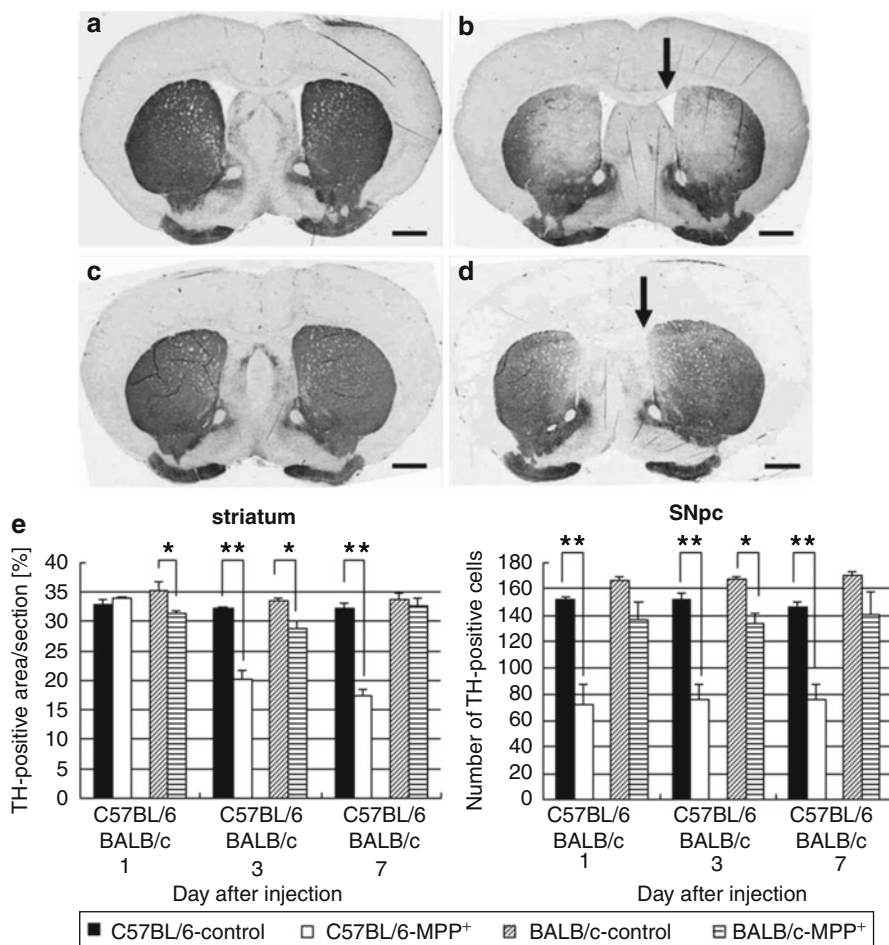 a
b
c
d
e
striatum
SNpc
* ** * **
** ** * **
TH-positive area/section [%]
40
35
30
25
20
15
10
5
0
Number of TH-positive cells
180
160
140
120
100
80
60
40
20
0
C57BL/6 C57BL/6 C57BL/6
BALB/c BALB/c BALB/c
1 3 7
Day after injection
C57BL/6 C57BL/6 C57BL/6
BALB/c BALB/c BALB/c
1 3 7
Day after injection
C57BL/6-control C57BL/6-MPP⁺ BALB/c-control BALB/c-MPP⁺